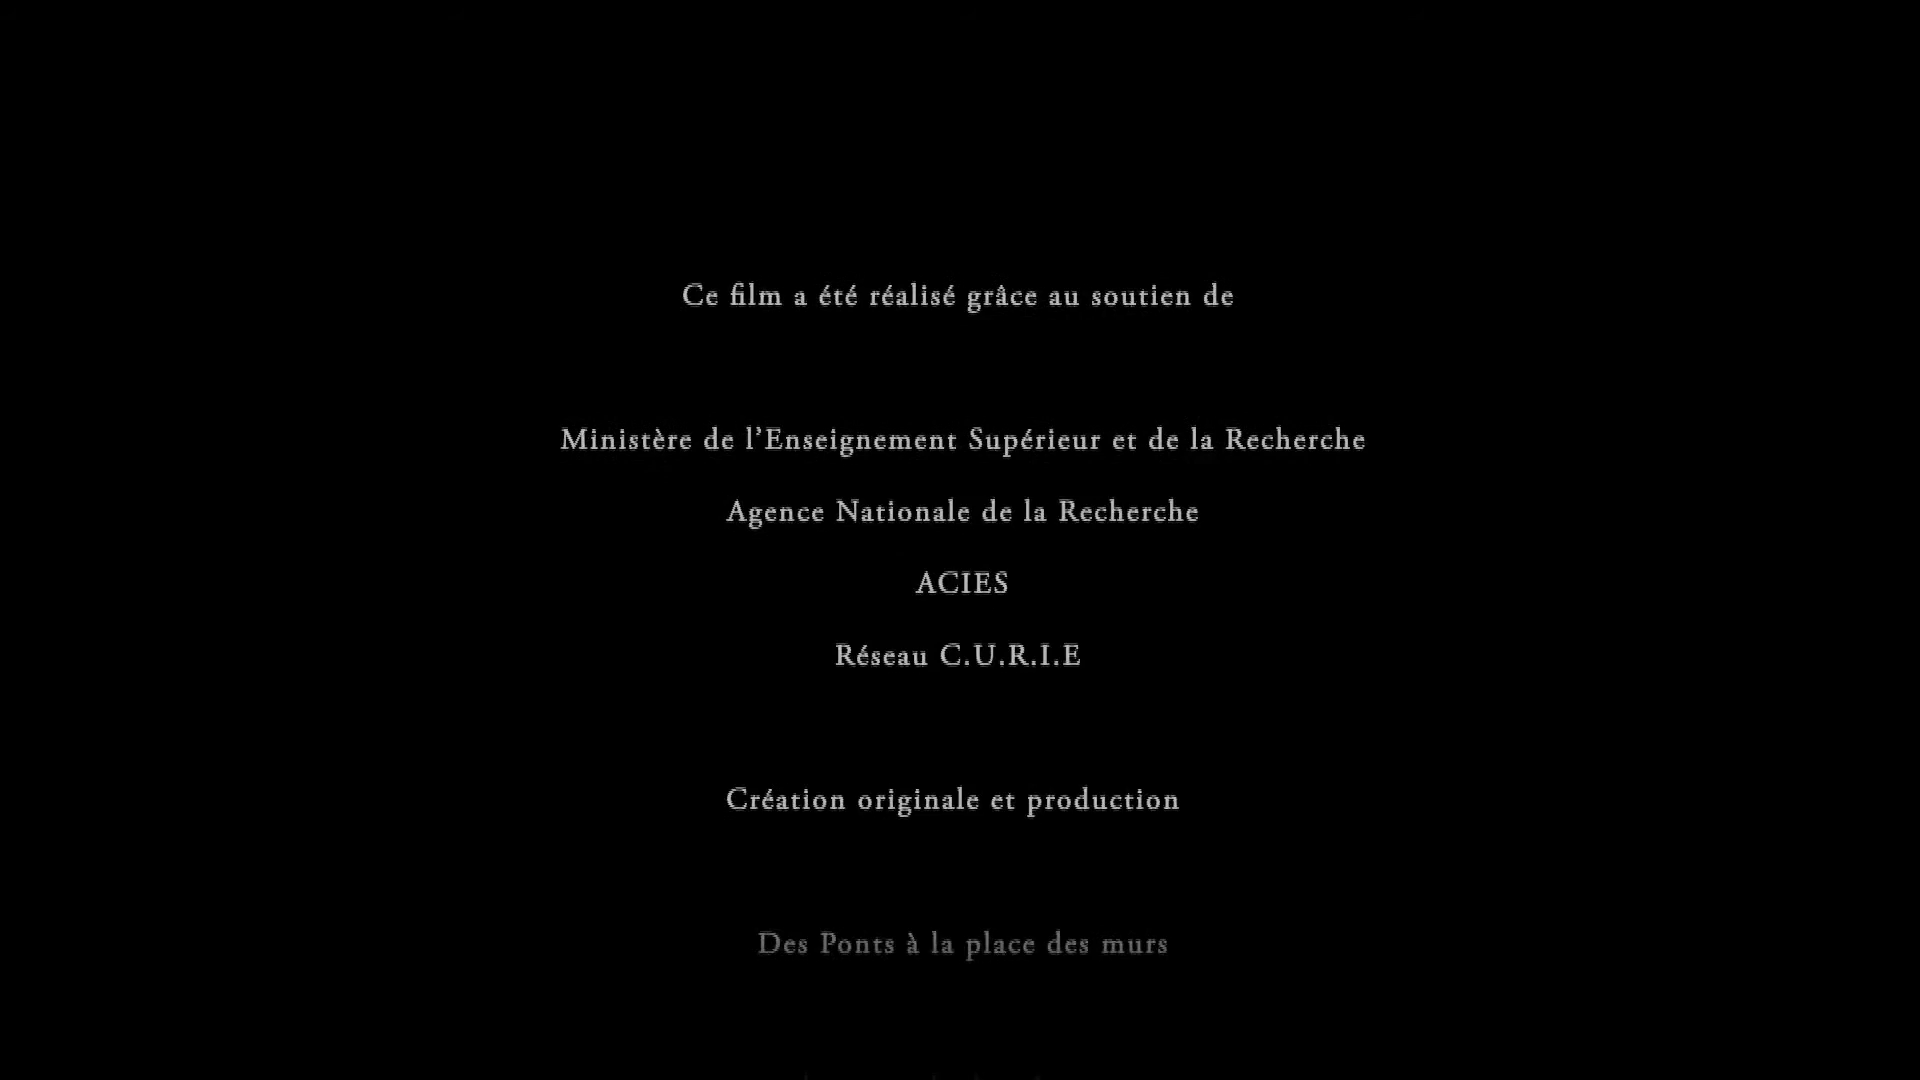 Ce film a été réalisé grâce au soutien de
Ministère de l’Enseignement Supérieur et de la Recherche
Agence Nationale de la Recherche
ACIES
Réseau C.U.R.I.E
Création originale et production
Des Ponts à la place des murs